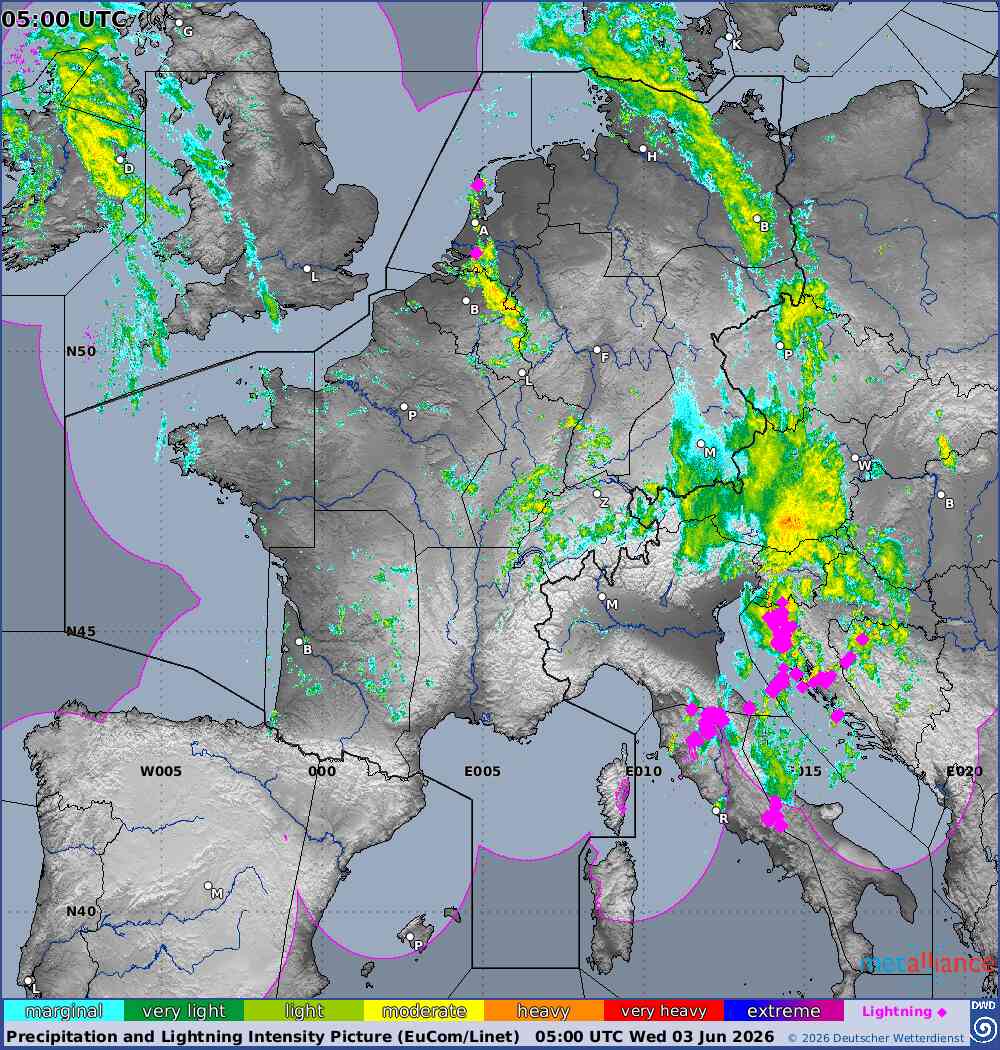 05:00 UTC
G
K
H
D
A
B
L
B
N50
F
P
L
P
M
W
Z
B
M
N45
B
W005
000
E005
E010
E015
E020
R
M
N40
P
L
metalliance
marginal
very light
light
moderate
heavy
very heavy
extreme
Lightning ◆
DWD
Precipitation and Lightning Intensity Picture (EuCom/Linet) 05:00 UTC Wed 03 Jun 2026 © 2026 Deutscher Wetterdienst